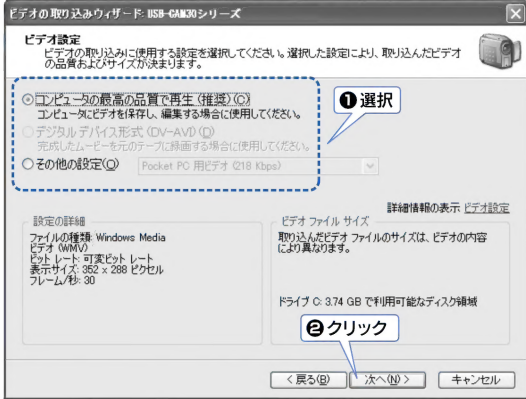 ビデオの取り込みウィザード: USB-CAM30シリーズ
ビデオ設定
ビデオの取り込みに使用する設定を選択してください。選択した設定により、取り込んだビデオ
の品質およびサイズが決まります。
コンピュータの最高の品質で再生 (推奨)(C)
コンピュータにビデオを保存し、編集する場合に使用してください。
デジタル デバイス形式 (DV-AVI)(D)
完成したムービーを元のテープに録画する場合に使用してください。
その他の設定(O)
Pocket PC 用ビデオ (218 Kbps)
❶選択
詳細情報の表示: ビデオ設定
設定の詳細
ファイルの種類: Windows Media
ビデオ (WMV)
ビット レート: 可変ビット レート
表示サイズ: 352 x 288 ピクセル
フレーム/秒: 30
ビデオ ファイル サイズ
取り込んだビデオ ファイルのサイズは、ビデオの内容
により異なります。
ドライブ C: 3.74 GB で利用可能なディスク領域
❷クリック
< 戻る(B)
次へ(N) >
キャンセル